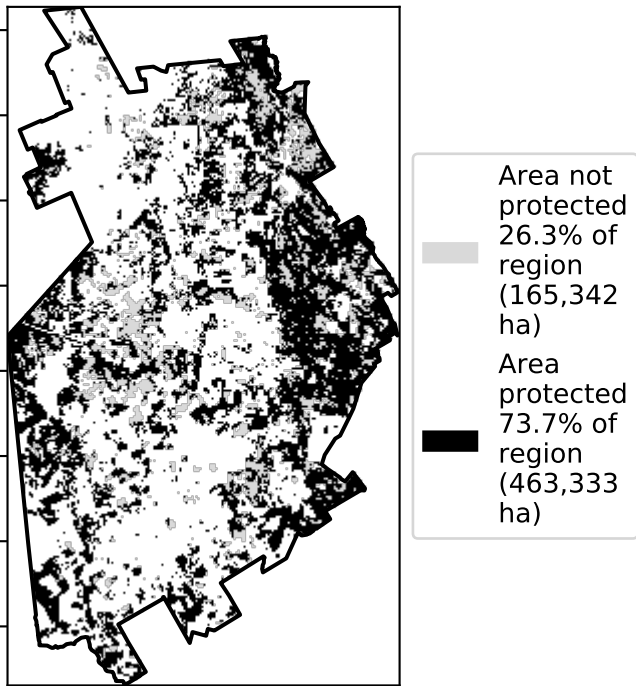 Area not
protected
26.3% of
region
(165,342
ha)
Area
protected
73.7% of
region
(463,333
ha)